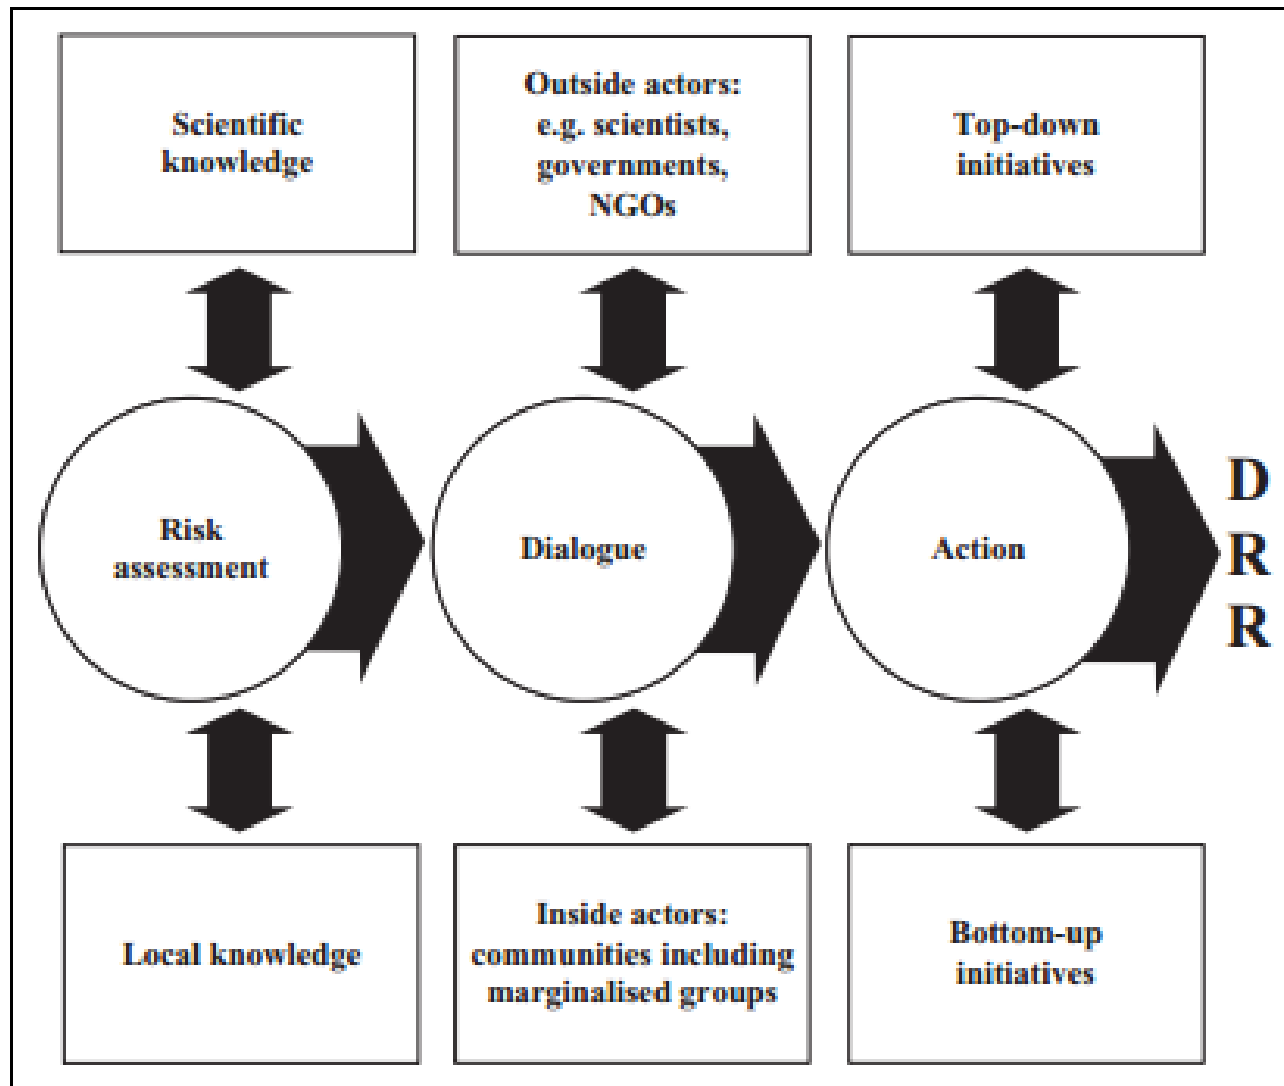 Scientific
knowledge
Outside actors:
e.g. scientists,
governments,
NGOs
Top-down
initiatives
Risk
assessment
Dialogue
Action
D
R
R
Local knowledge
Inside actors:
communities including
marginalised groups
Bottom-up
initiatives